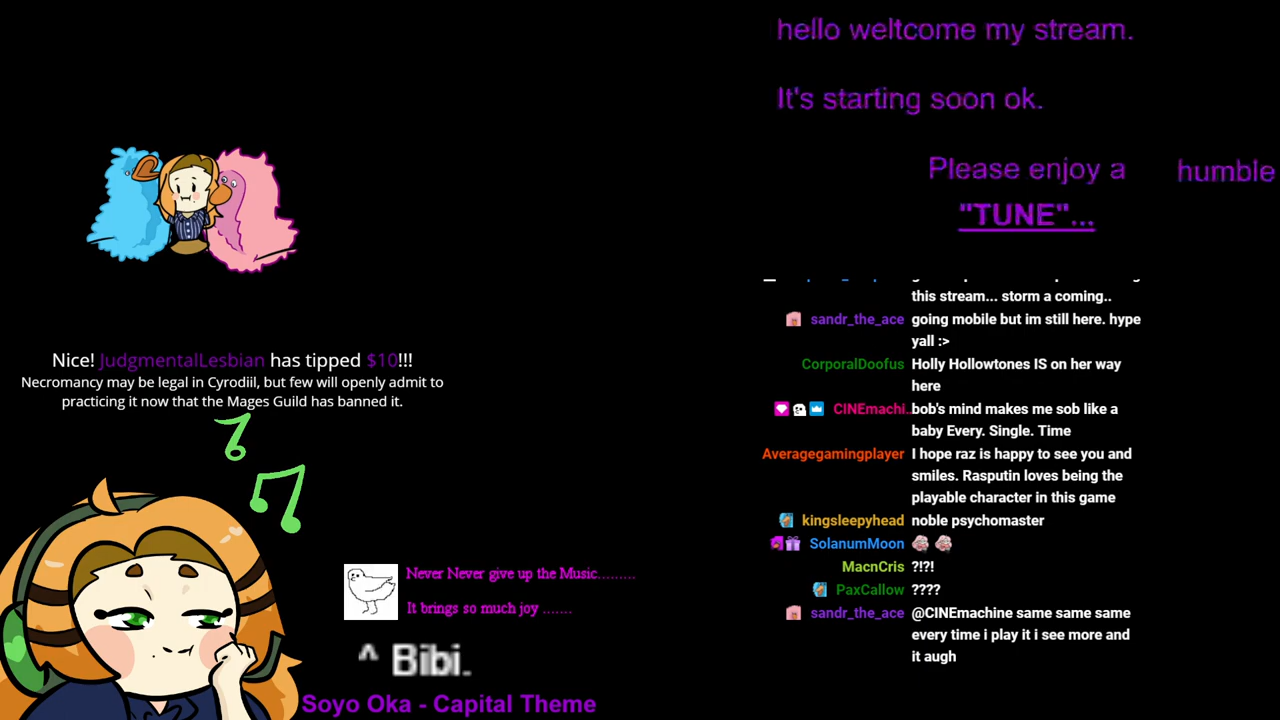 hello weltcome my stream.
It's starting soon ok.
Please enjoy a humble
"TUNE"...
Nice! JudgmentalLesbian has tipped $10!!!
Necromancy may be legal in Cyrodiil, but few will openly admit to
practicing it now that the Mages Guild has banned it.
this stream... storm a coming..
sandr_the_ace going mobile but im still here. hype
yall :>
CorporalDoofus Holly Hollowtones IS on her way
here
CINEmachi.. bob's mind makes me sob like a
baby Every. Single. Time
Averagegamingplayer I hope raz is happy to see you and
smiles. Rasputin loves being the
playable character in this game
kingsleepyhead noble psychomaster
SolanumMoon
MacnCris ?!?!
PaxCallow ????
sandr_the_ace @CINEmachine same same same
every time i play it i see more and
it augh
Never Never give up the Music.........
It brings so much joy .......
^ Bibi.
Soyo Oka - Capital Theme